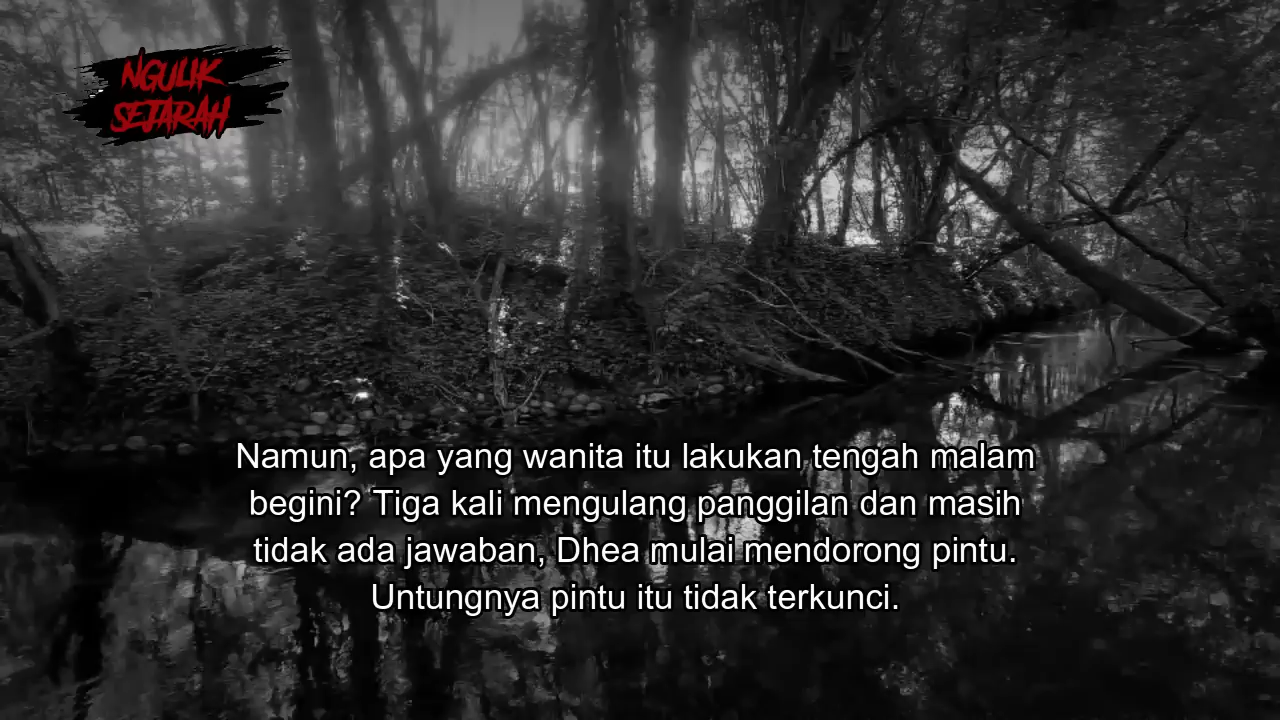 NGULIK
SEJARAH
Namun, apa yang wanita itu lakukan tengah malam
begini? Tiga kali mengulang panggilan dan masih
tidak ada jawaban, Dhea mulai mendorong pintu.
Untungnya pintu itu tidak terkunci.